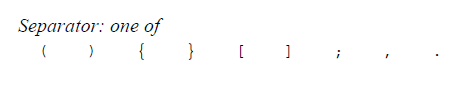 Separator: one of
( ) { } [ ] ; , .